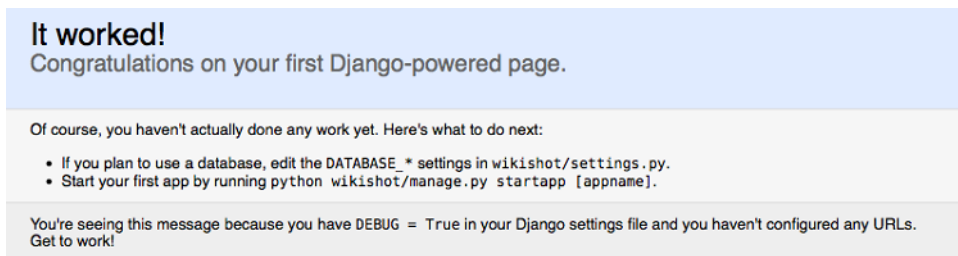 It worked!
Congratulations on your first Django-powered page.
Of course, you haven't actually done any work yet. Here's what to do next:
• If you plan to use a database, edit the DATABASE_* settings in wikishot/settings.py.
• Start your first app by running python wikishot/manage.py startapp [appname].
You're seeing this message because you have DEBUG = True in your Django settings file and you haven't configured any URLs.
Get to work!